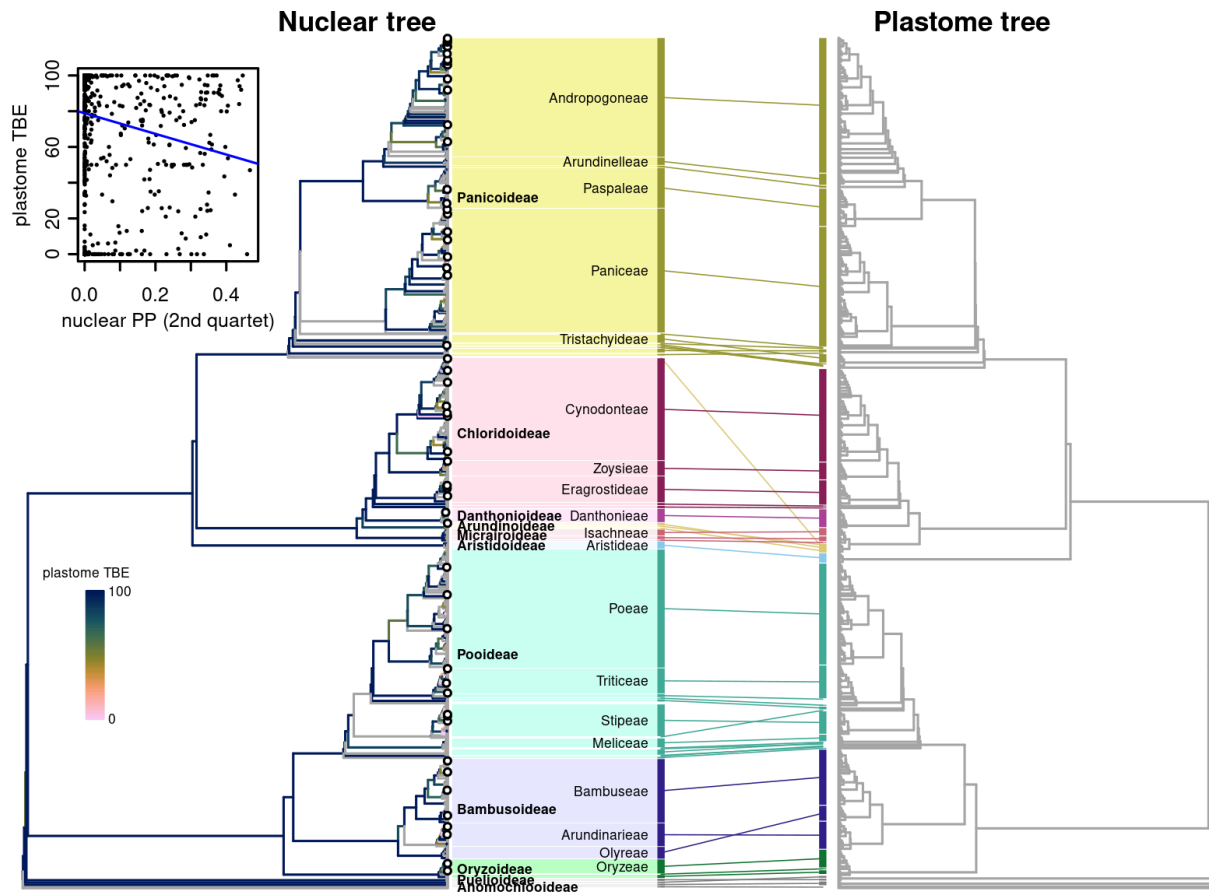 Nuclear tree
Plastome tree
plastome TBE
100
60
20
0
0.0 0.2 0.4
nuclear PP (2nd quartet)
Andropogoneae
Arundinelleae
Paspaleae
Panicoideae
Paniceae
Tristachyideae
Cynodonteae
Chloridoideae
Zoysieae
Eragrostideae
Danthonioideae Danthonieae
Arundinoideae
Micrairoideae Isachneae
Aristidoideae Aristideae
plastome TBE
100
0
Poeae
Pooideae
Triticeae
Stipeae
Meliceae
Bambuseae
Bambusoideae
Arundinarieae
Olyreae
Oryzoideae Oryzeae
Puelioideae
Anomochlooideae